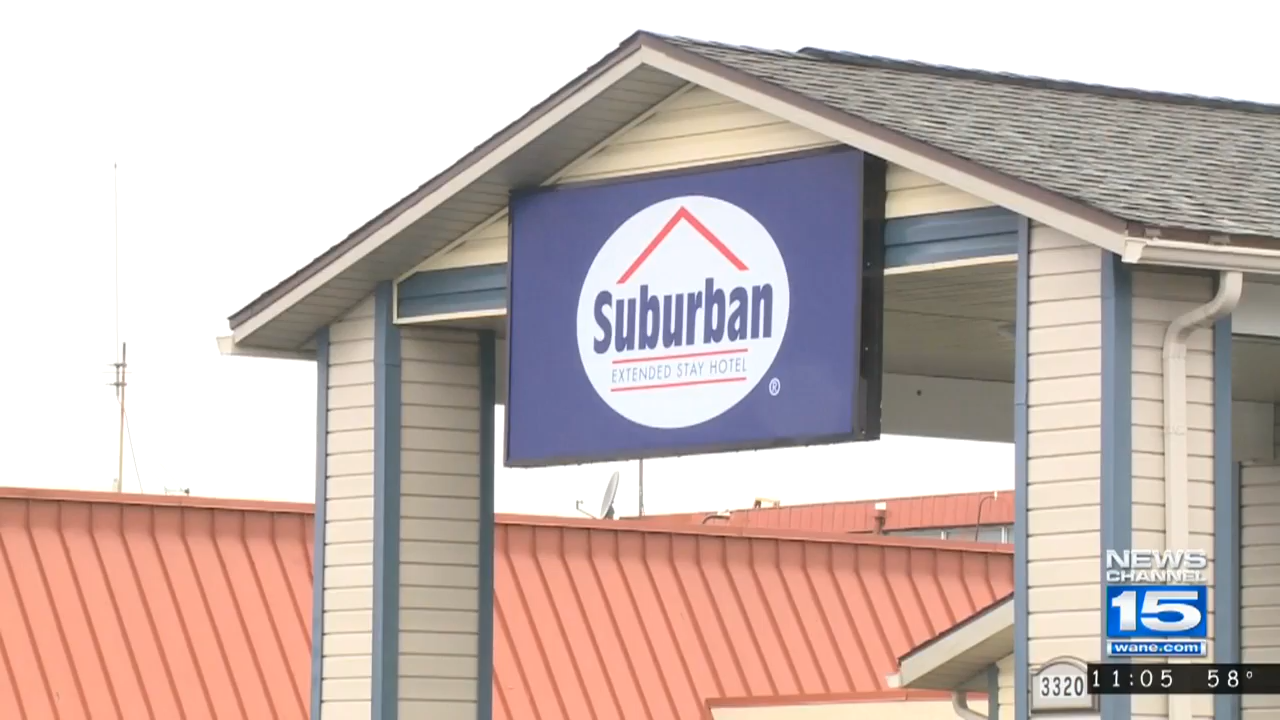 Suburban
EXTENDED STAY HOTEL
®
NEWS
CHANNEL
15
wane.com
3320
11:05 58°